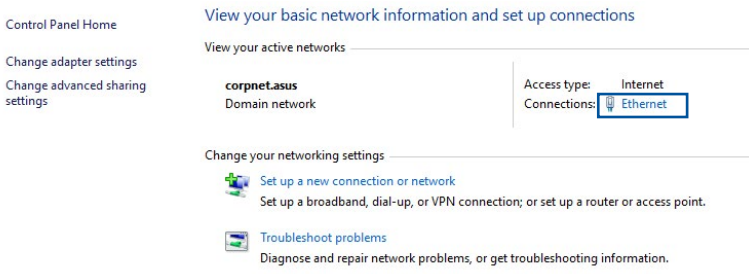 Control Panel Home
Change adapter settings
Change advanced sharing
settings
View your basic network information and set up connections
View your active networks
corpnet.asus
Domain network
Access type: Internet
Connections: Ethernet
Change your networking settings
Set up a new connection or network
Set up a broadband, dial-up, or VPN connection; or set up a router or access point.
Troubleshoot problems
Diagnose and repair network problems, or get troubleshooting information.